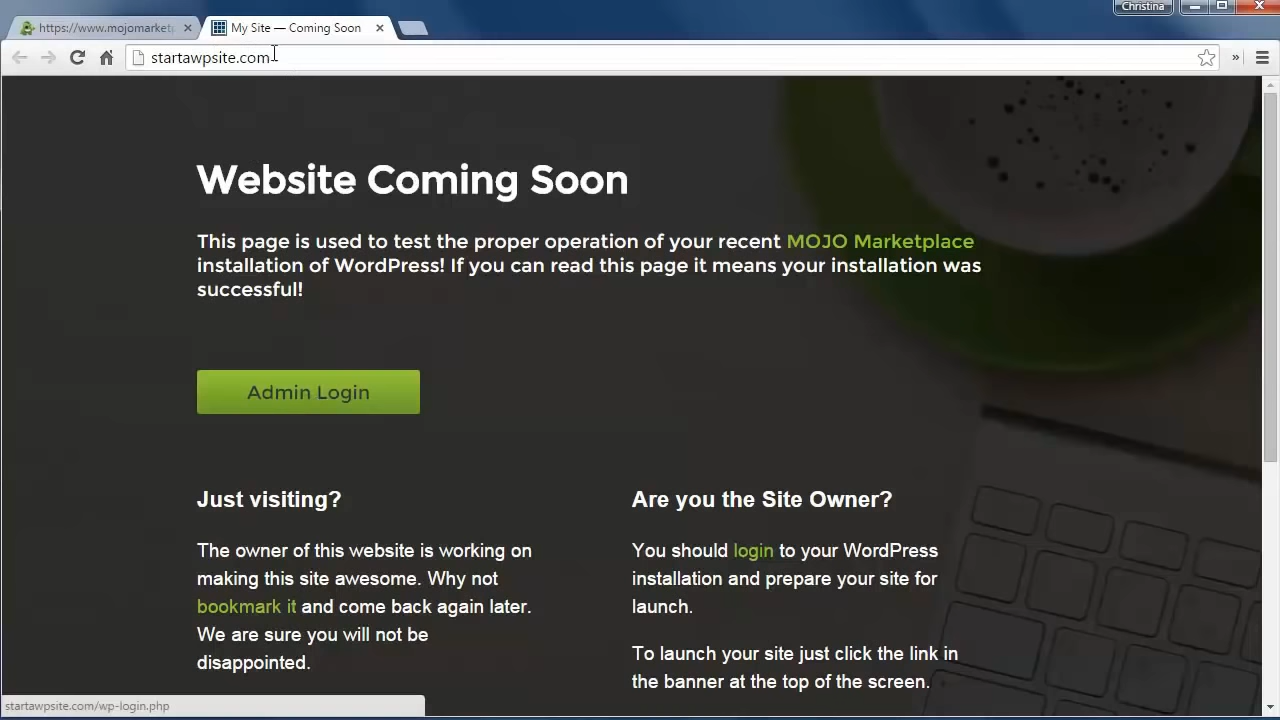 Christina
https://www.mojomarketp
My Site — Coming Soon
startawpsite.com
Website Coming Soon
This page is used to test the proper operation of your recent MOJO Marketplace
installation of WordPress! If you can read this page it means your installation was
successful!
Admin Login
Just visiting?
The owner of this website is working on
making this site awesome. Why not
bookmark it and come back again later.
We are sure you will not be
disappointed.
Are you the Site Owner?
You should login to your WordPress
installation and prepare your site for
launch.
To launch your site just click the link in
the banner at the top of the screen.
startawpsite.com/wp-login.php